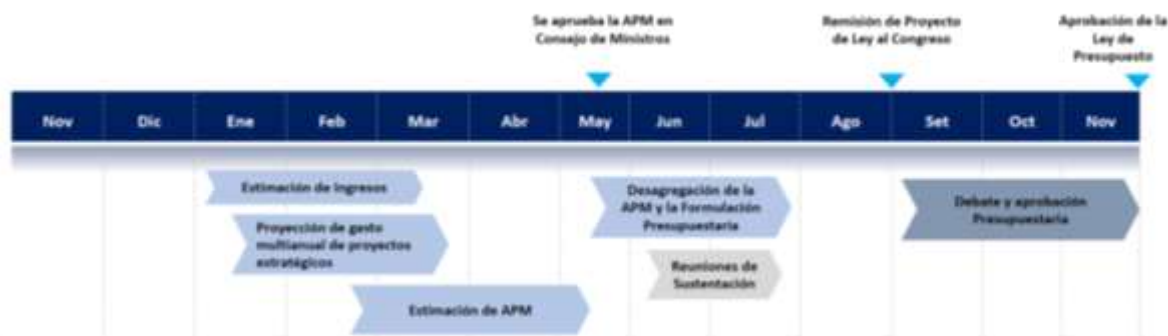 Se aprueba la APM en
Consajo de Ministros
Remisión de Proyecto
de Ley al Congreso
Aprobación de la
Ley de
Presupuesto
Nov Dic Ene Feb Mar Abr May Jun Jul Ago Set Oct Nov
Estimación de Ingresos
Proyección de gasto
multianual de proyectos
estratégicos
Estimación de APM
Desagregación de la
APM y la Formulación
Presupuestaria
Reuniones de
Sustentación
Debate y aprobación
Presupuestaria